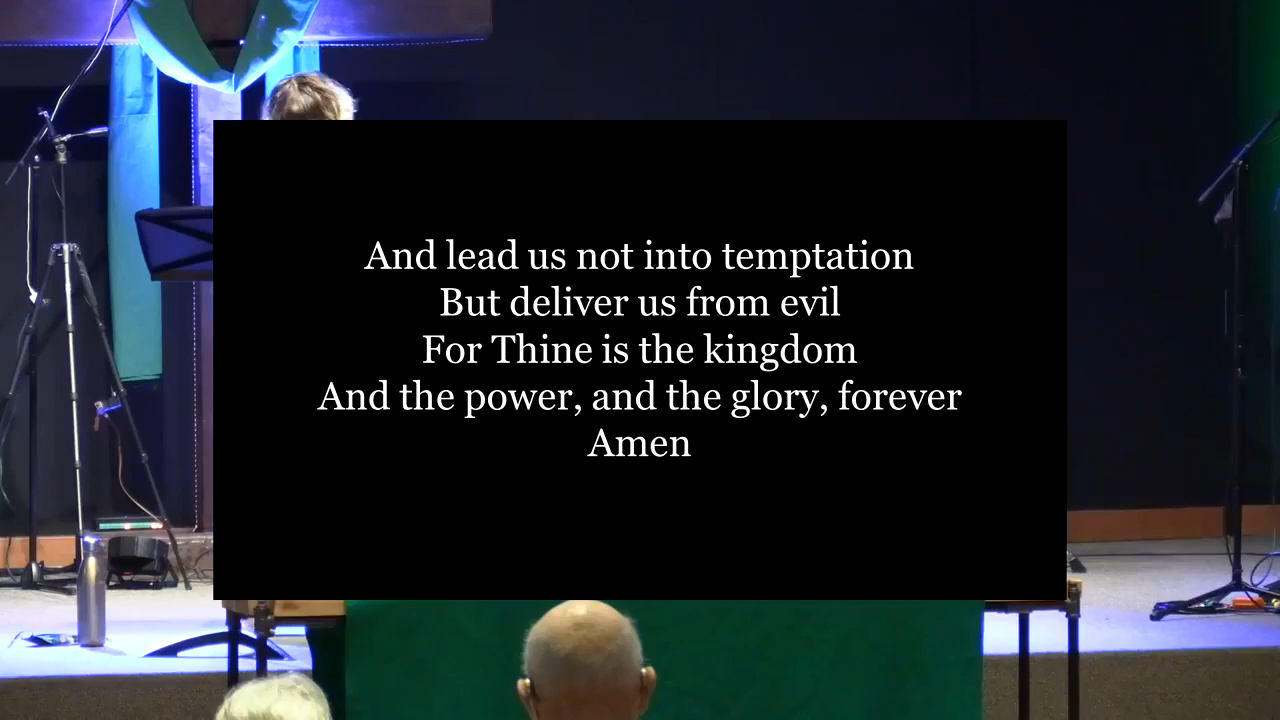 And lead us not into temptation
But deliver us from evil
For Thine is the kingdom
And the power, and the glory, forever
Amen